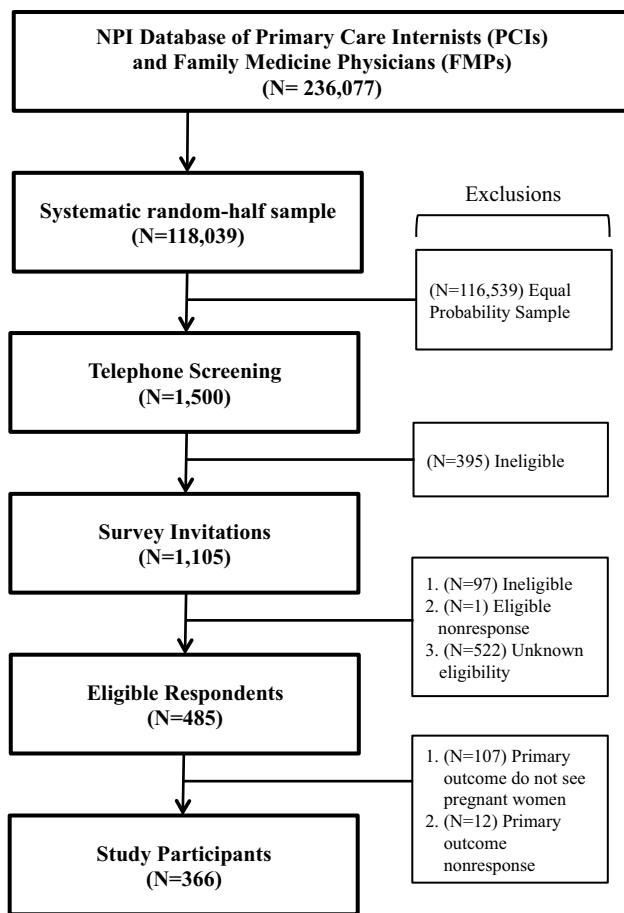 NPI Database of Primary Care Internists (PCIs)
and Family Medicine Physicians (FMPs)
(N= 236,077)
Systematic random-half sample
(N=118,039)
Exclusions
(N=116,539) Equal
Probability Sample
Telephone Screening
(N=1,500)
(N=395) Ineligible
Survey Invitations
(N=1,105)
1. (N=97) Ineligible
2. (N=1) Eligible
nonresponse
3. (N=522) Unknown
eligibility
Eligible Respondents
(N=485)
1. (N=107) Primary
outcome do not see
pregnant women
2. (N=12) Primary
outcome
nonresponse
Study Participants
(N=366)